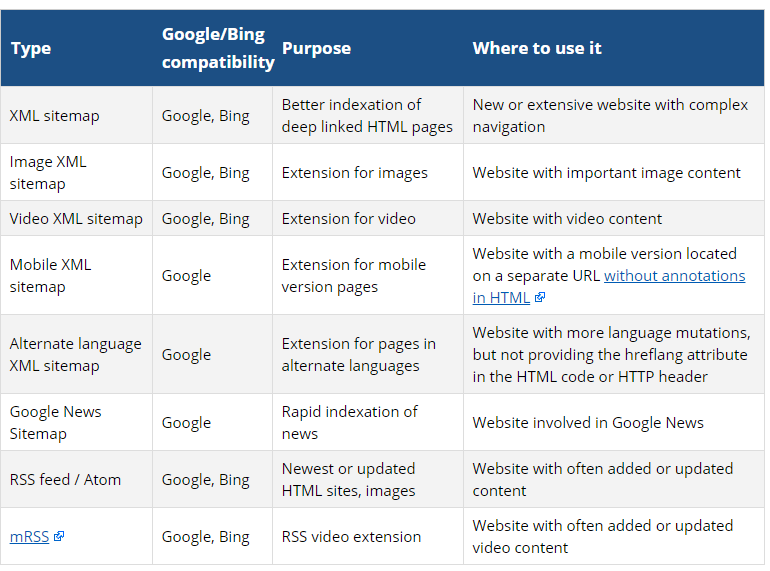 Type Google/Bing compatibility Purpose Where to use it
XML sitemap Google, Bing Better indexation of deep linked HTML pages New or extensive website with complex navigation
Image XML sitemap Google, Bing Extension for images Website with important image content
Video XML sitemap Google, Bing Extension for video Website with video content
Mobile XML sitemap Google Extension for mobile version pages Website with a mobile version located on a separate URL without annotations in HTML
Alternate language XML sitemap Google Extension for pages in alternate languages Website with more language mutations, but not providing the hreflang attribute in the HTML code or HTTP header
Google News Sitemap Google Rapid indexation of news Website involved in Google News
RSS feed / Atom Google, Bing Newest or updated HTML sites, images Website with often added or updated content
mRSS Google, Bing RSS video extension Website with often added or updated video content